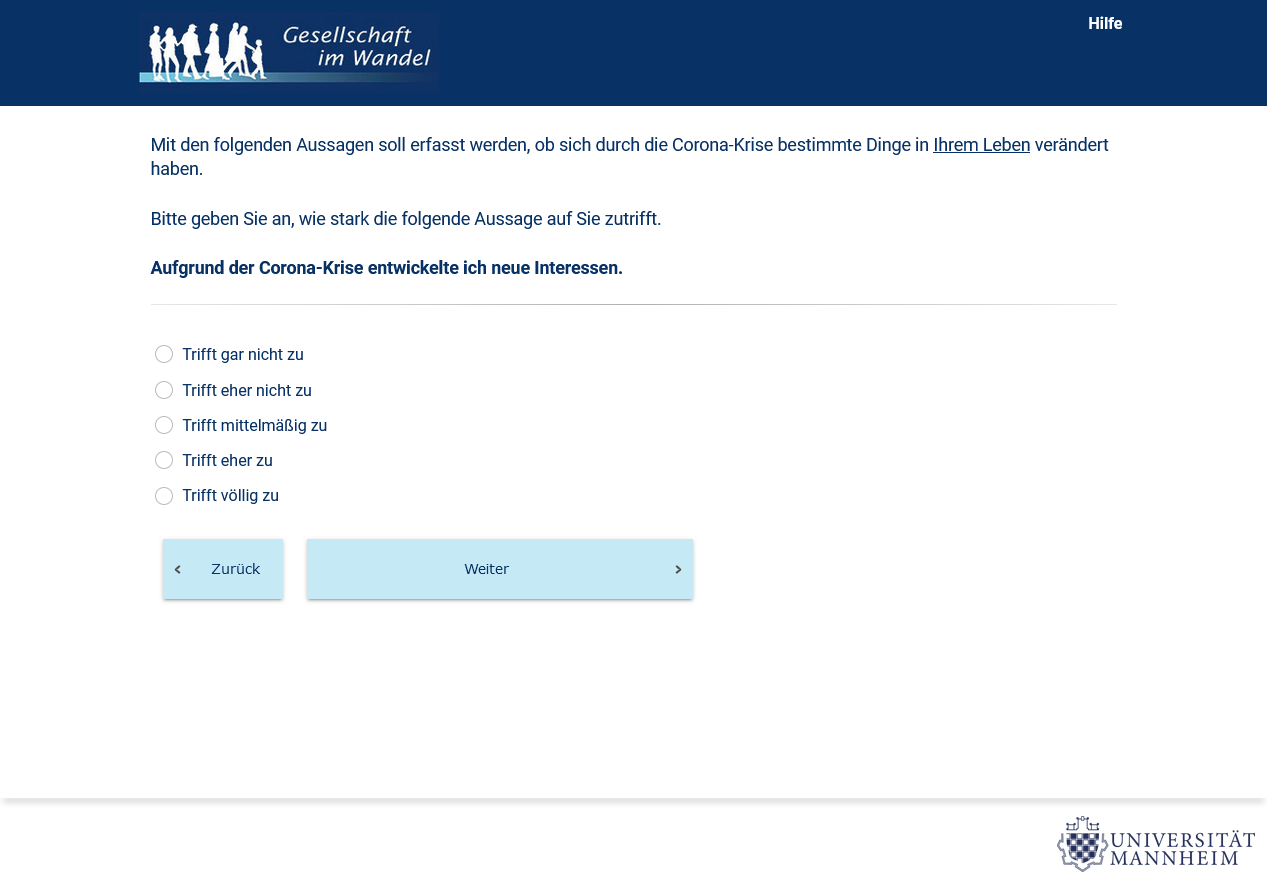 Gesellschaft
im Wandel
Hilfe
Mit den folgenden Aussagen soll erfasst werden, ob sich durch die Corona-Krise bestimmte Dinge in Ihrem Leben verändert
haben.
Bitte geben Sie an, wie stark die folgende Aussage auf Sie zutrifft.
Aufgrund der Corona-Krise entwickelte ich neue Interessen.
Trifft gar nicht zu
Trifft eher nicht zu
Trifft mittelmäßig zu
Trifft eher zu
Trifft völlig zu
Zurück
Weiter
UNIVERSITÄT
MANNHEIM